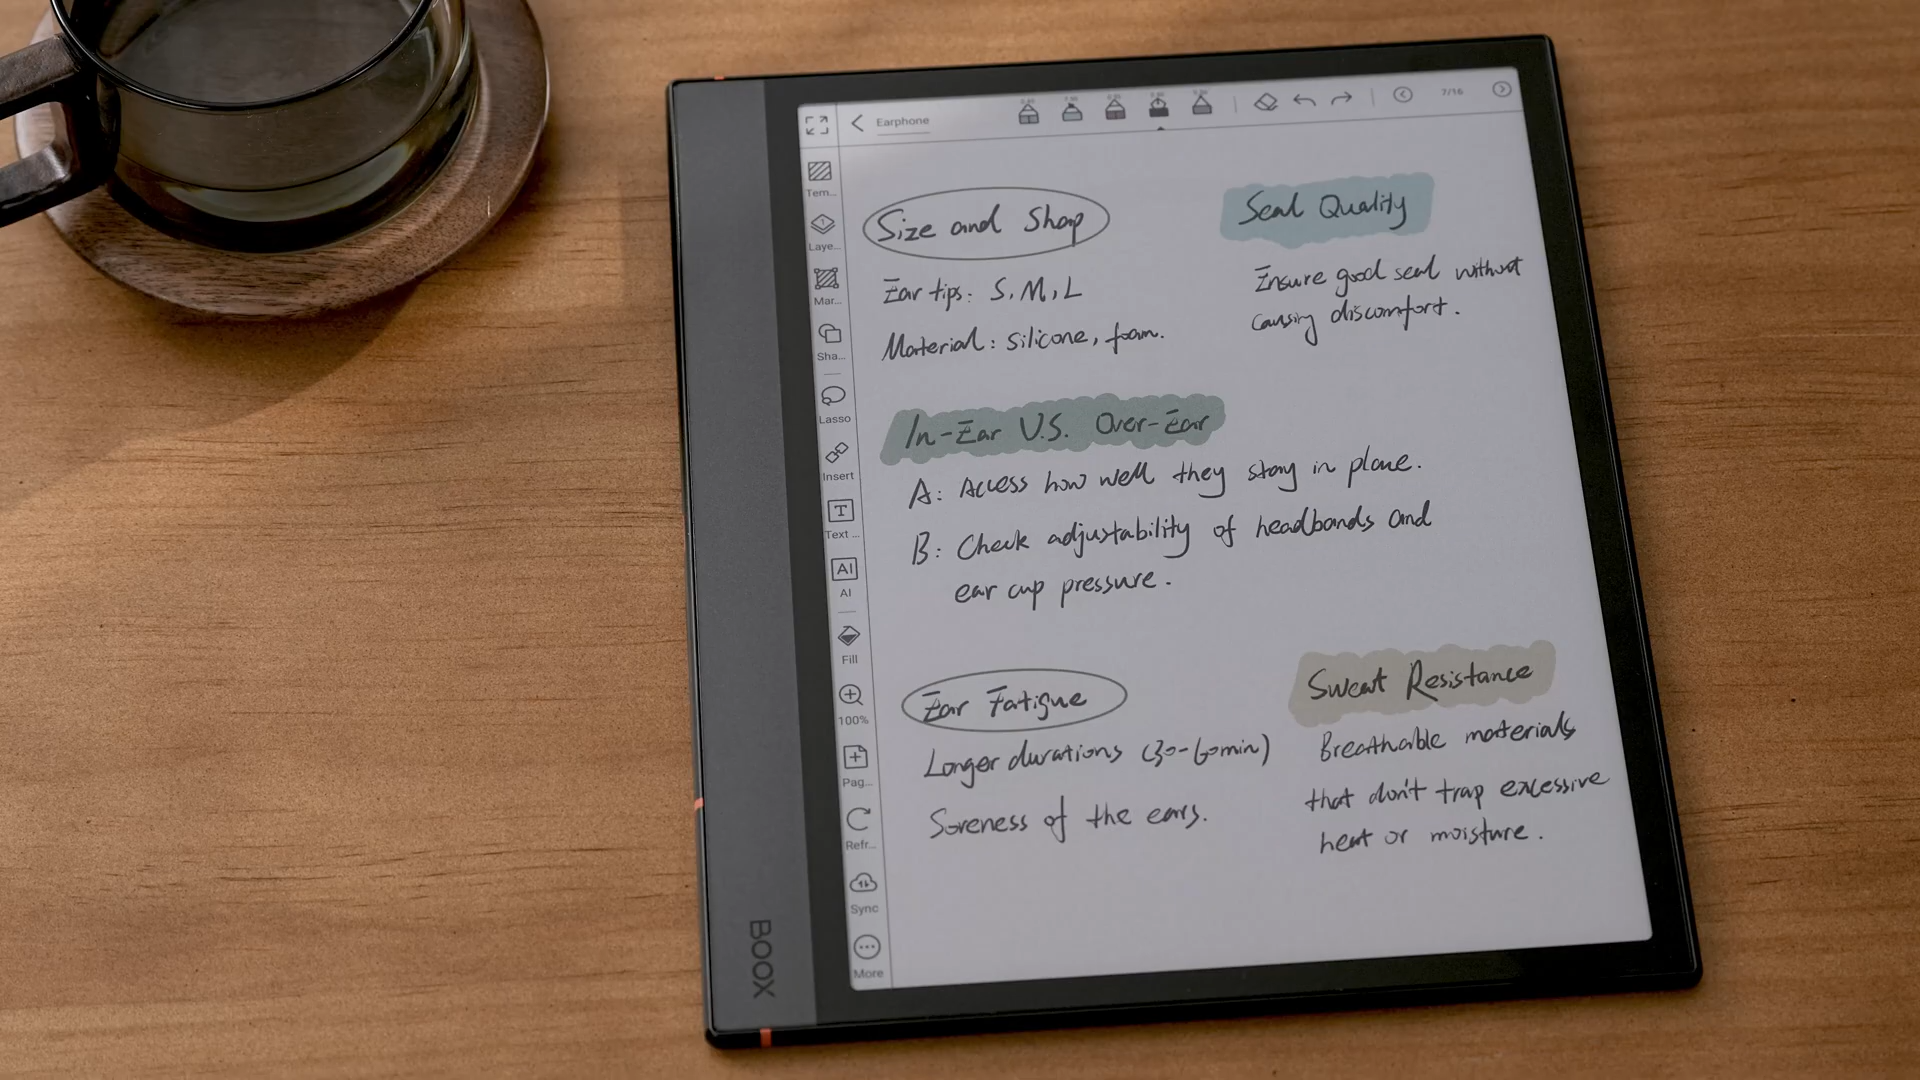 Earphone
7/16
Tem...
Laye...
Mar...
Sha...
Lasso
Insert
Text ...
AI
AI
Fill
100%
Pag...
Refr...
Sync
More
Size and Shap
Ear tips: S, M, L
Material: silicone, foam.
Seal Quality
Ensure good seal without
causing discomfort.
In-Ear V.S. Over-Ear
A: Access how well they stay in place.
B: Check adjustability of headbands and
ear cup pressure.
Ear Fatigue
Longer durations (30-60min)
Soreness of the ears.
Sweat Resistance
Breathable materials
that don't trap excessive
heat or moisture.
BOOX